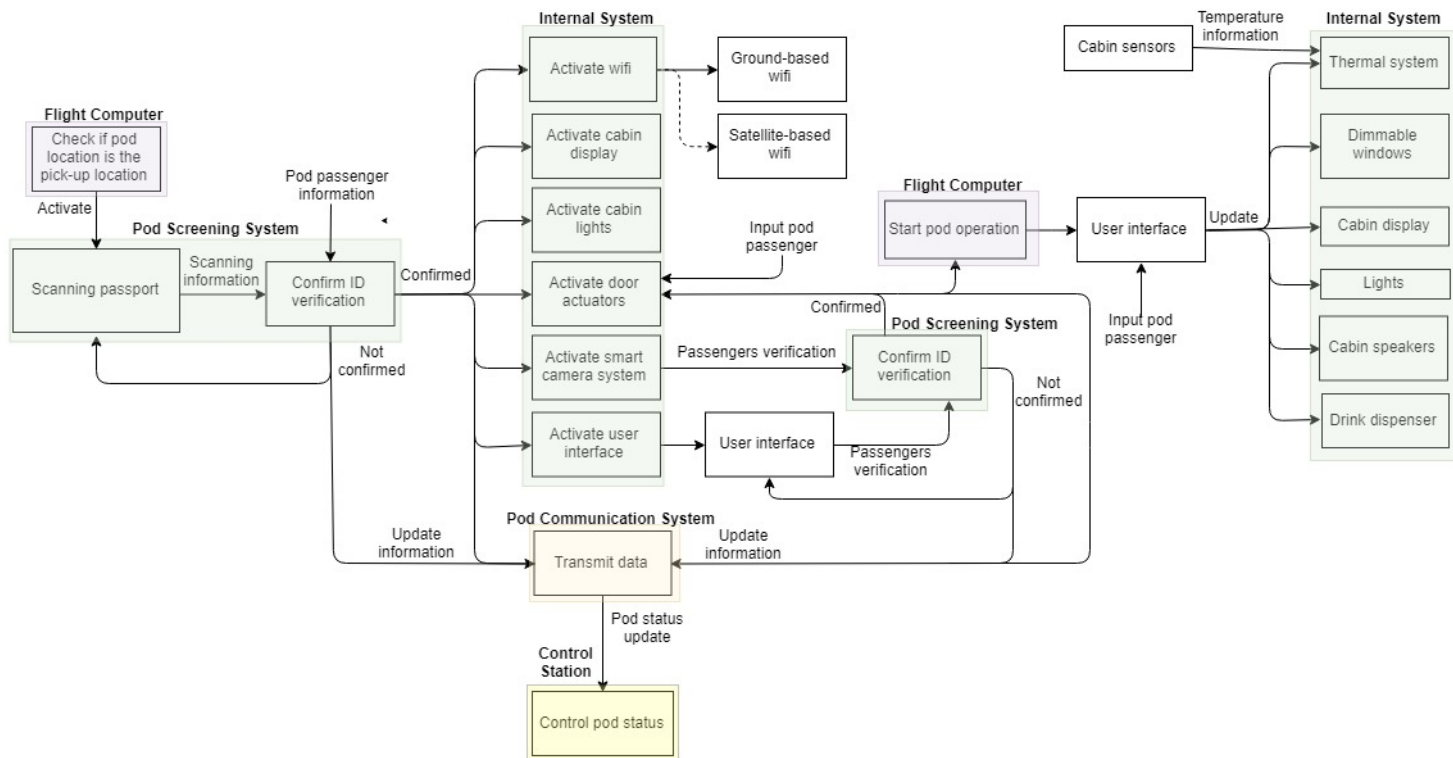 Internal System
Activate wifi
Ground-based
wifi
Satellite-based
wifi
Activate cabin
display
Activate cabin
lights
Activate door
actuators
Activate smart
camera system
Activate user
interface
Flight Computer
Check if pod
location is the
pick-up location
Activate
Pod passenger
information
Pod Screening System
Scanning passport
Scanning
information
Confirm ID
verification
Confirmed
Not
confirmed
Input pod
passenger
Passengers verification
User interface
Passengers
verification
Confirmed
Pod Screening System
Confirm ID
verification
Not
confirmed
Flight Computer
Start pod operation
User interface
Input pod
passenger
Update
Cabin sensors
Temperature
information
Internal System
Thermal system
Dimmable
windows
Cabin display
Lights
Cabin speakers
Drink dispenser
Update
information
Pod Communication System
Transmit data
Update
information
Pod status
update
Control
Station
Control pod status